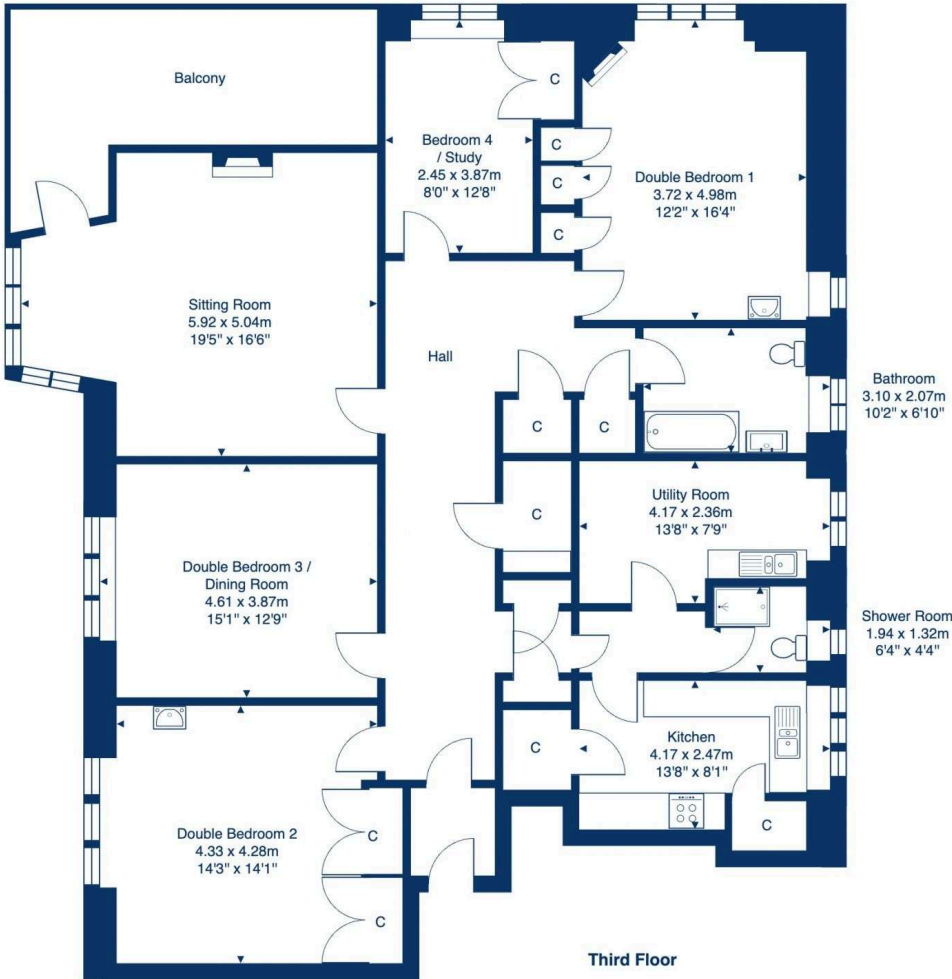 Balcony
C
Bedroom 4
/ Study
2.45 x 3.87m
8'0" x 12'8"
C
C
C
Double Bedroom 1
3.72 x 4.98m
12'2" x 16'4"
Sitting Room
5.92 x 5.04m
19'5" x 16'6"
Hall
Bathroom
3.10 x 2.07m
10'2" x 6'10"
C
C
C
Utility Room
4.17 x 2.36m
13'8" x 7'9"
Double Bedroom 3 /
Dining Room
4.61 x 3.87m
15'1" x 12'9"
Shower Room
1.94 x 1.32m
6'4" x 4'4"
C
Kitchen
4.17 x 2.47m
13'8" x 8'1"
C
Double Bedroom 2
4.33 x 4.28m
14'3" x 14'1"
C
C
Third Floor